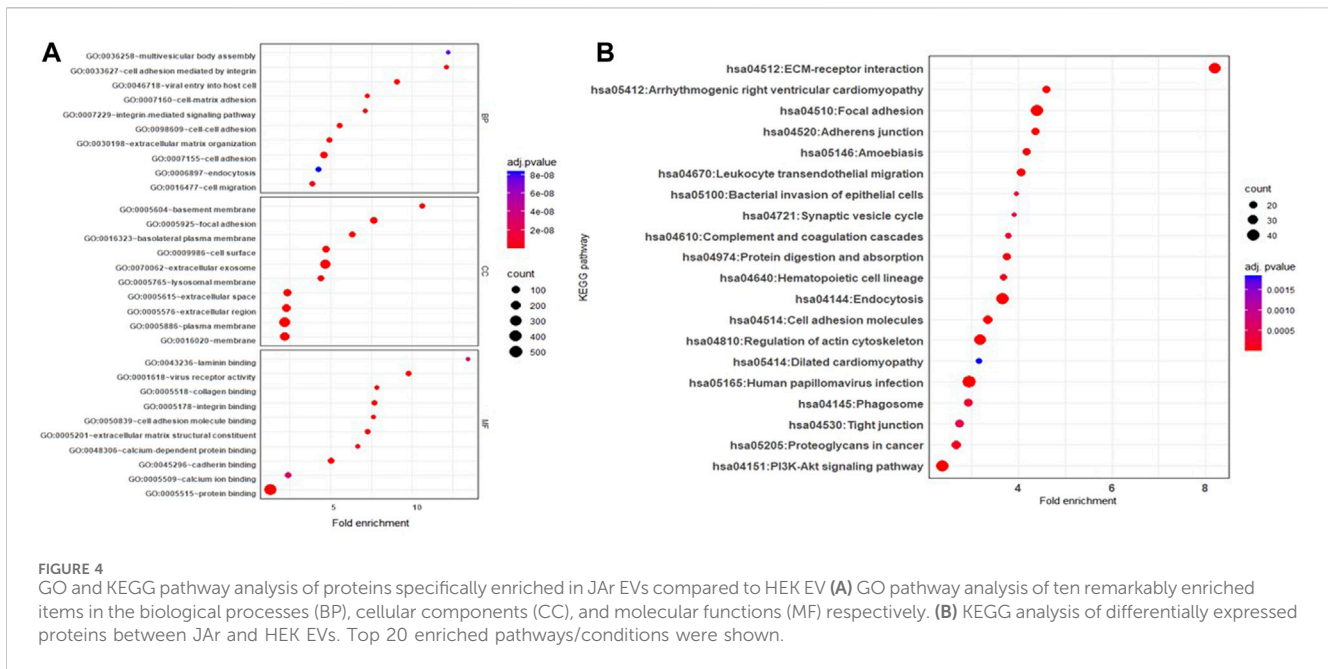 A
GO:0036258~multivesicular body assembly
GO:0033627~cell adhesion mediated by integrin
GO:0046718~viral entry into host cell
GO:0007160~cell-matrix adhesion
GO:0007229~integrin-mediated signaling pathway
GO:0098609~cell-cell adhesion
GO:0030198~extracellular matrix organization
GO:0007155~cell adhesion
GO:0006897~endocytosis
GO:0016477~cell migration
BP
GO:0005604~basement membrane
GO:0005925~focal adhesion
GO:0016323~basolateral plasma membrane
GO:0009986~cell surface
GO:0070062~extracellular exosome
GO:0005765~lysosomal membrane
GO:0005615~extracellular space
GO:0005576~extracellular region
GO:0005886~plasma membrane
GO:0016020~membrane
CC
GO:0043236~laminin binding
GO:0001618~virus receptor activity
GO:0005518~collagen binding
GO:0005178~integrin binding
GO:0050839~cell adhesion molecule binding
GO:0005201~extracellular matrix structural constituent
GO:0048306~calcium-dependent protein binding
GO:0045296~cadherin binding
GO:0005509~calcium ion binding
GO:0005515~protein binding
MF
5 10
Fold enrichment
adj.pvalue
8e-08
6e-08
4e-08
2e-08
count
100
200
300
400
500
B
KEGG pathway
hsa04512:ECM-receptor interaction
hsa05412:Arrhythmogenic right ventricular cardiomyopathy
hsa04510:Focal adhesion
hsa04520:Adherens junction
hsa05146:Amoebiasis
hsa04670:Leukocyte transendothelial migration
hsa05100:Bacterial invasion of epithelial cells
hsa04721:Synaptic vesicle cycle
hsa04610:Complement and coagulation cascades
hsa04974:Protein digestion and absorption
hsa04640:Hematopoietic cell lineage
hsa04144:Endocytosis
hsa04514:Cell adhesion molecules
hsa04810:Regulation of actin cytoskeleton
hsa05414:Dilated cardiomyopathy
hsa05165:Human papillomavirus infection
hsa04145:Phagosome
hsa04530:Tight junction
hsa05205:Proteoglycans in cancer
hsa04151:PI3K-Akt signaling pathway
4 6 8
Fold enrichment
count
20
30
40
adj. pvalue
0.0015
0.0010
0.0005
FIGURE 4
GO and KEGG pathway analysis of proteins specifically enriched in JAr EVs compared to HEK EV (A) GO pathway analysis of ten remarkably enriched
items in the biological processes (BP), cellular components (CC), and molecular functions (MF) respectively. (B) KEGG analysis of differentially expressed
proteins between JAr and HEK EVs. Top 20 enriched pathways/conditions were shown.